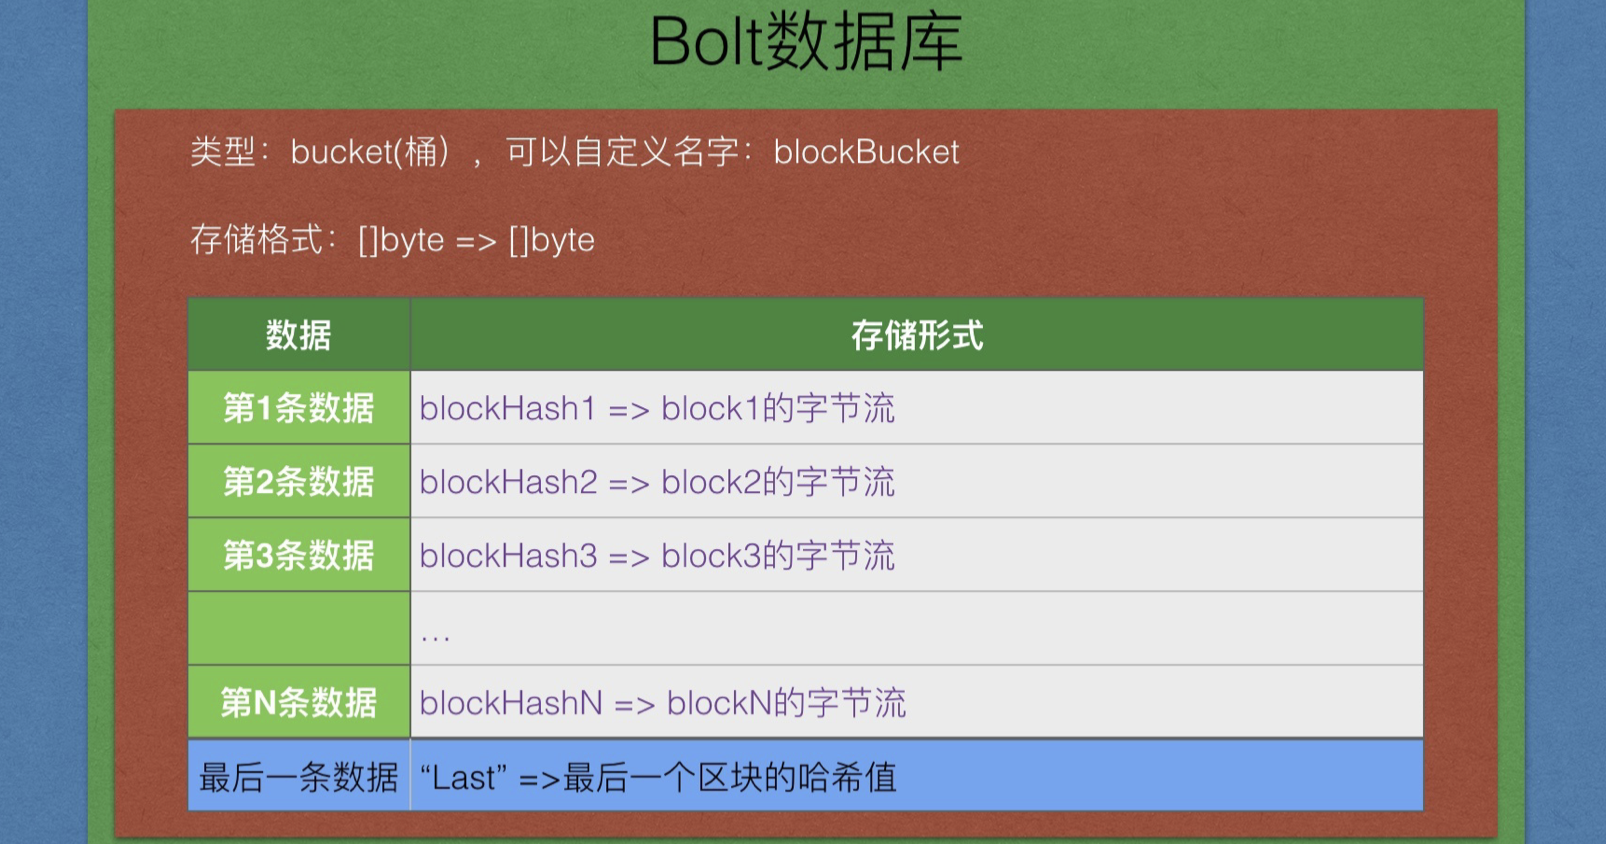 Bolt数据库
类型：bucket(桶），可以自定义名字：blockBucket
存储格式：[]byte => []byte
数据 存储形式
第1条数据 blockHash1 => block1的字节流
第2条数据 blockHash2 => block2的字节流
第3条数据 blockHash3 => block3的字节流
…
第N条数据 blockHashN => blockN的字节流
最后一条数据 “Last” =>最后一个区块的哈希值